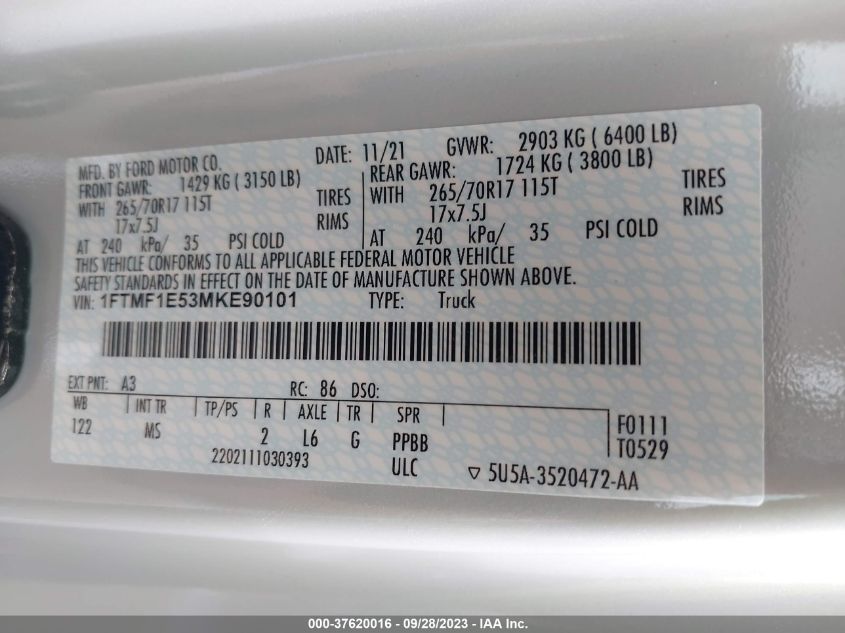 MFD. BY FORD MOTOR CO. DATE: 11/21 GVWR: 2903 KG ( 6400 LB)
FRONT GAWR: 1429 KG ( 3150 LB) REAR GAWR: 1724 KG ( 3800 LB)
WITH 265/70R17 115T TIRES WITH 265/70R17 115T TIRES
17x7.5J RIMS 17x7.5J RIMS
AT 240 kPa/ 35 PSI COLD AT 240 kPa/ 35 PSI COLD
THIS VEHICLE CONFORMS TO ALL APPLICABLE FEDERAL MOTOR VEHICLE
SAFETY STANDARDS IN EFFECT ON THE DATE OF MANUFACTURE SHOWN ABOVE.
VIN: 1FTMF1E53MKE90101 TYPE: Truck
EXT PNT: A3 RC: 86 DSO:
WB INT TR TP/PS R AXLE TR SPR F0111
122 MS 2 L6 G PPBB T0529
2202111030393 ULC ▽ 5U5A-3520472-AA
000-37620016 - 09/28/2023 - IAA Inc.